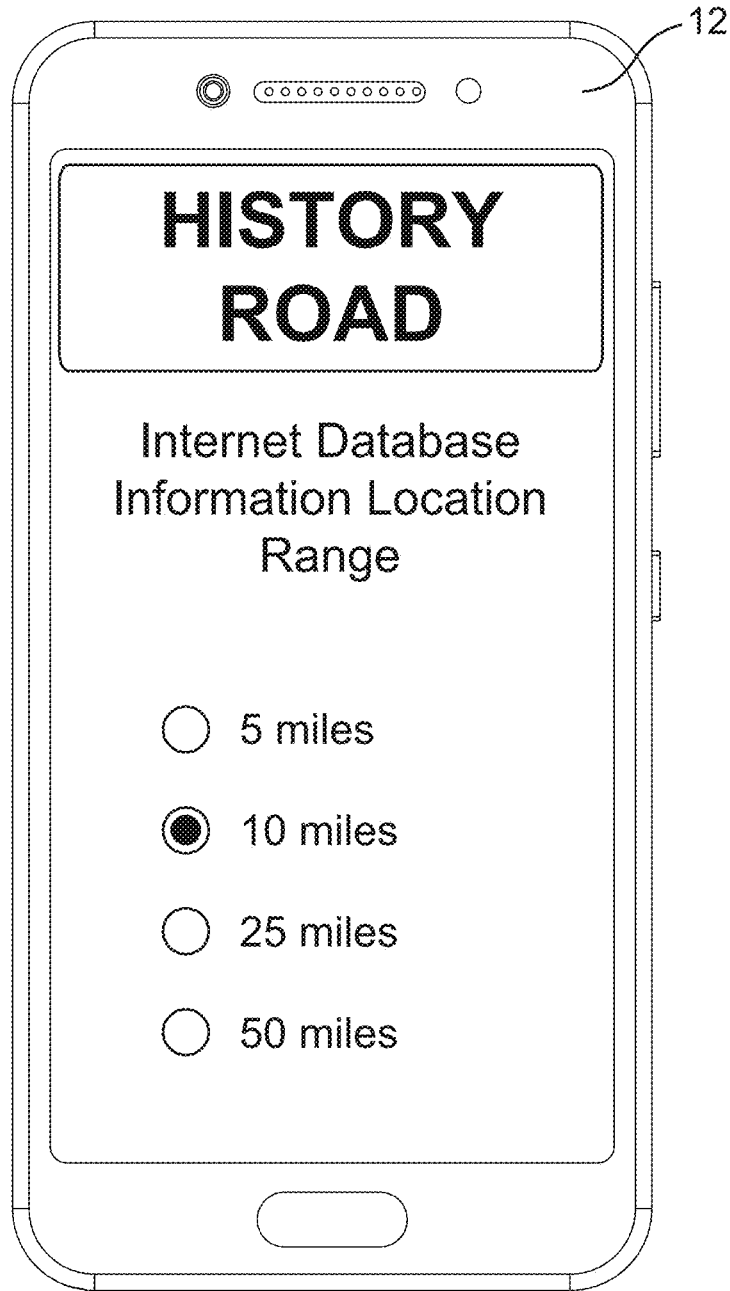 12
HISTORY
ROAD
Internet Database
Information Location
Range
5 miles
10 miles
25 miles
50 miles